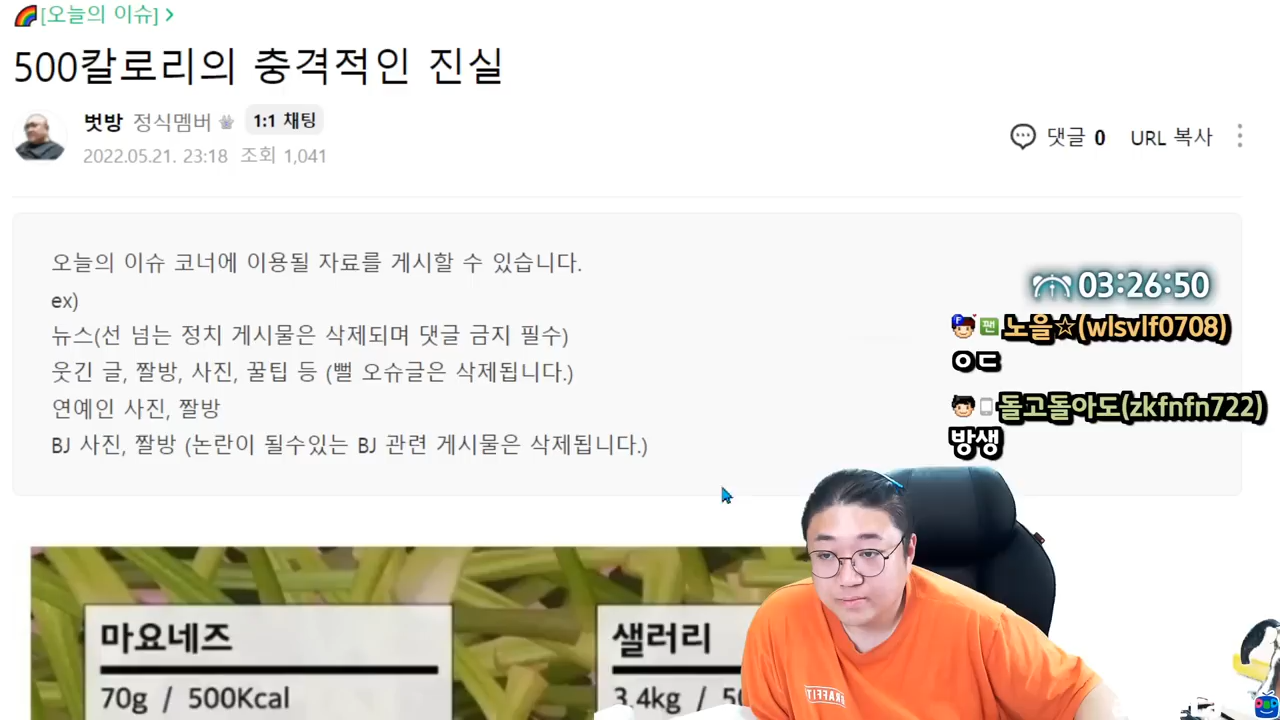 [오늘의 이슈] >
500칼로리의 충격적인 진실
벗방 정식멤버 1:1 채팅
2022.05.21. 23:18 조회 1,041
댓글 0 URL 복사
오늘의 이슈 코너에 이용될 자료를 게시할 수 있습니다.
ex)
뉴스(선 넘는 정치 게시물은 삭제되며 댓글 금지 필수)
웃긴 글, 짤방, 사진, 꿀팁 등 (뻘 오슈글은 삭제됩니다.)
연예인 사진, 짤방
BJ 사진, 짤방 (논란이 될수있는 BJ 관련 게시물은 삭제됩니다.)
03:26:50
팬 노을☆(wlsvlf0708)
ㅇㄷ
돌고돌아도(zkfnfn722)
방생
마요네즈
70g / 500Kcal
샐러리
3.4kg /